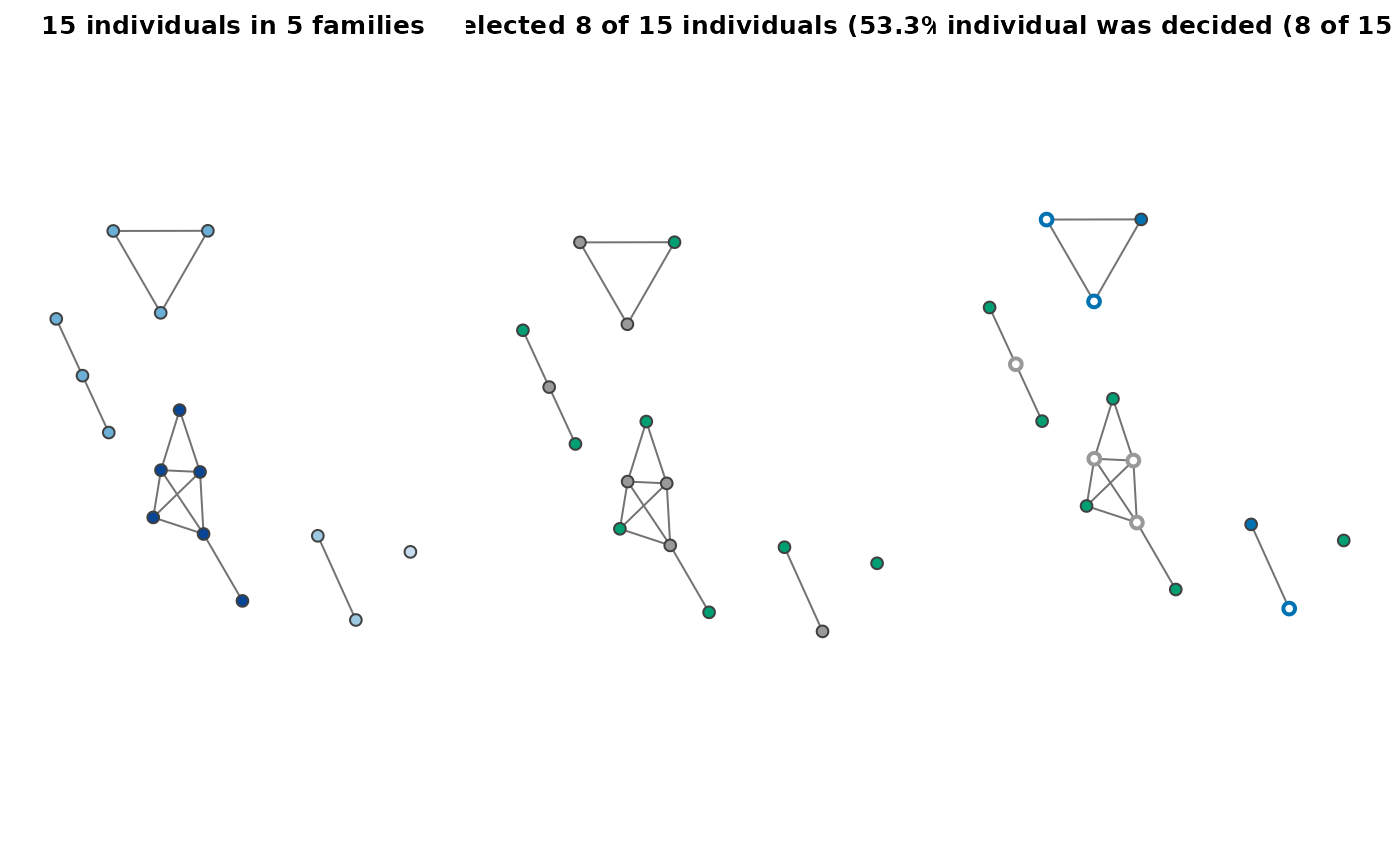 15 individuals in 5 families
elected 8 of 15 individuals (53.3%
individual was decided (8 of 15